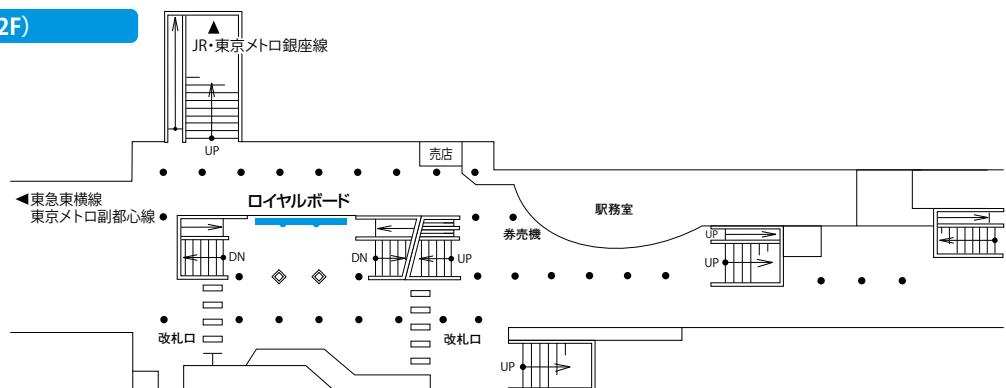 2F）
JR・東京メトロ銀座線
UP
売店
◀東急東横線
東京メトロ副都心線
ロイヤルボード
駅務室
券売機
DN
DN
UP
UP
UP
改札口
改札口
UP